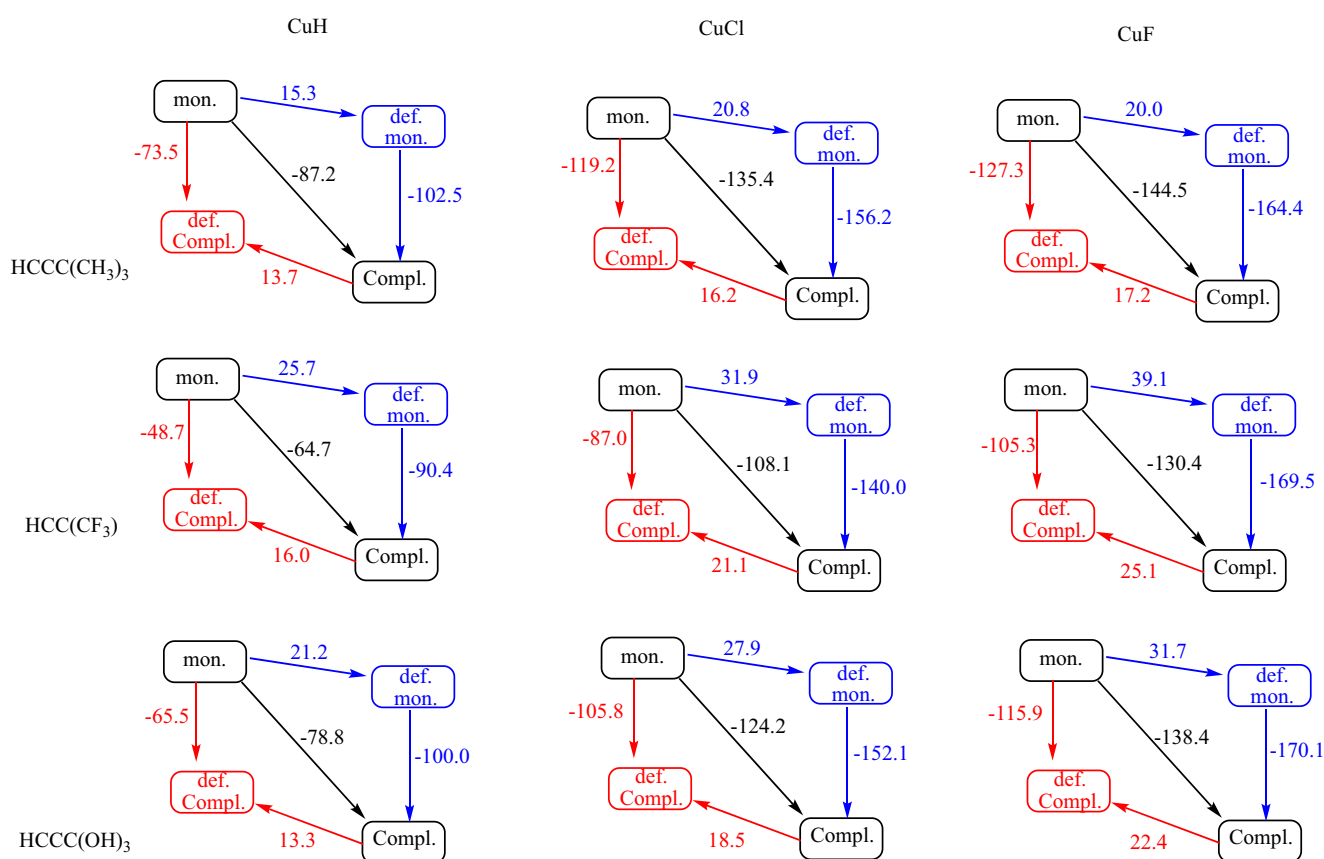 CuH
CuCl
CuF
HCCC(CH₃)₃
mon.
15.3
def.
mon.
-73.5
-87.2
-102.5
def.
Compl.
13.7
Compl.
mon.
20.8
def.
mon.
-119.2
-135.4
-156.2
def.
Compl.
16.2
Compl.
mon.
20.0
def.
mon.
-127.3
-144.5
-164.4
def.
Compl.
17.2
Compl.
HCC(CF₃)
mon.
25.7
def.
mon.
-48.7
-64.7
-90.4
def.
Compl.
16.0
Compl.
mon.
31.9
def.
mon.
-87.0
-108.1
-140.0
def.
Compl.
21.1
Compl.
mon.
39.1
def.
mon.
-105.3
-130.4
-169.5
def.
Compl.
25.1
Compl.
HCCC(OH)₃
mon.
21.2
def.
mon.
-65.5
-78.8
-100.0
def.
Compl.
13.3
Compl.
mon.
27.9
def.
mon.
-105.8
-124.2
-152.1
def.
Compl.
18.5
Compl.
mon.
31.7
def.
mon.
-115.9
-138.4
-170.1
def.
Compl.
22.4
Compl.